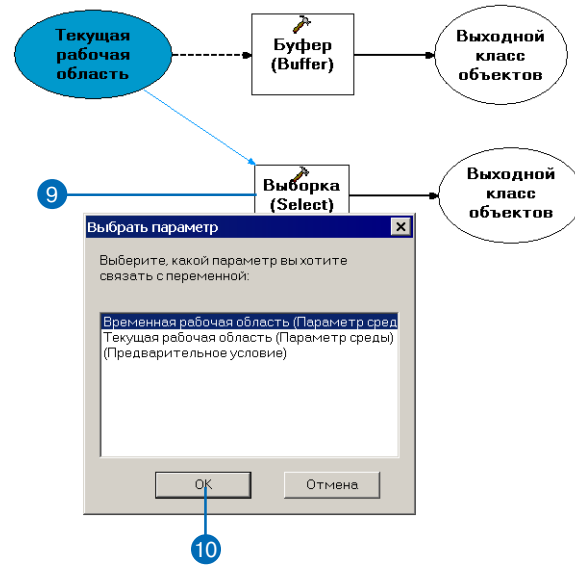 Текущая
рабочая
область
Буфер
(Buffer)
Выходной
класс
объектов
9
Выборка
(Select)
Выходной
класс
объектов
Выбрать параметр
Выберите, какой параметр вы хотите
связать с переменной:
Временная рабочая область (Параметр сред
Текущая рабочая область (Параметр среды)
(Предварительное условие)
OK
Отмена
10